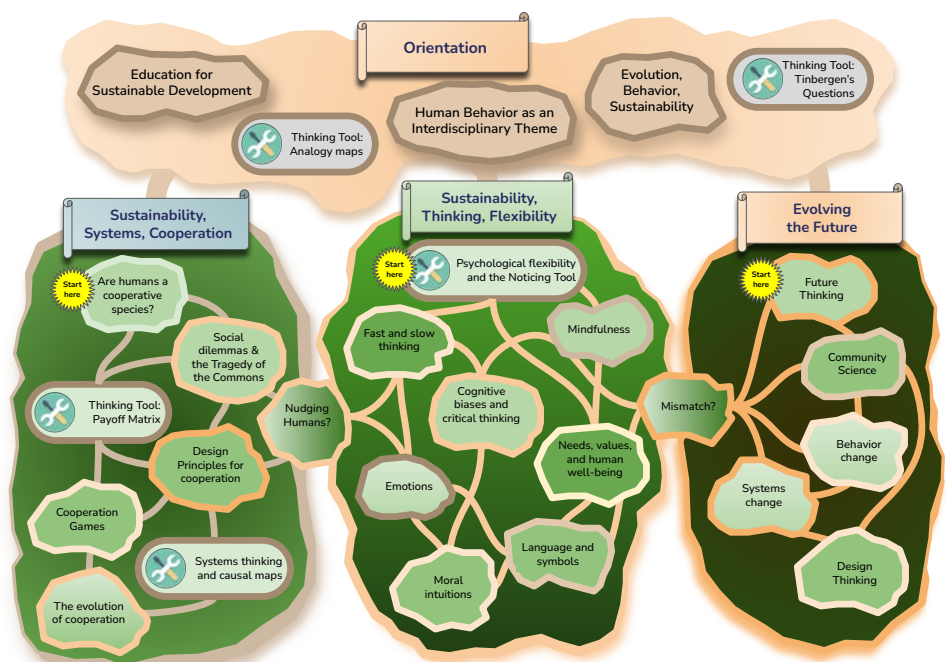 Orientation
Education for
Sustainable Development
Thinking Tool:
Analogy maps
Human Behavior as an
Interdisciplinary Theme
Evolution,
Behavior,
Sustainability
Thinking Tool:
Tinbergen's
Questions
Sustainability,
Systems, Cooperation
Start
here
Are humans a
cooperative
species?
Social
dilemmas &
the Tragedy of
the Commons
Thinking Tool:
Payoff Matrix
Design
Principles for
cooperation
Cooperation
Games
Systems thinking
and causal maps
The evolution
of cooperation
Nudging
Humans?
Sustainability,
Thinking, Flexibility
Start
here
Psychological flexibility
and the Noticing Tool
Fast and slow
thinking
Mindfulness
Cognitive
biases and
critical thinking
Needs, values,
and human
well-being
Emotions
Language and
symbols
Moral
intuitions
Mismatch?
Evolving
the Future
Start
here
Future
Thinking
Community
Science
Behavior
change
Systems
change
Design
Thinking